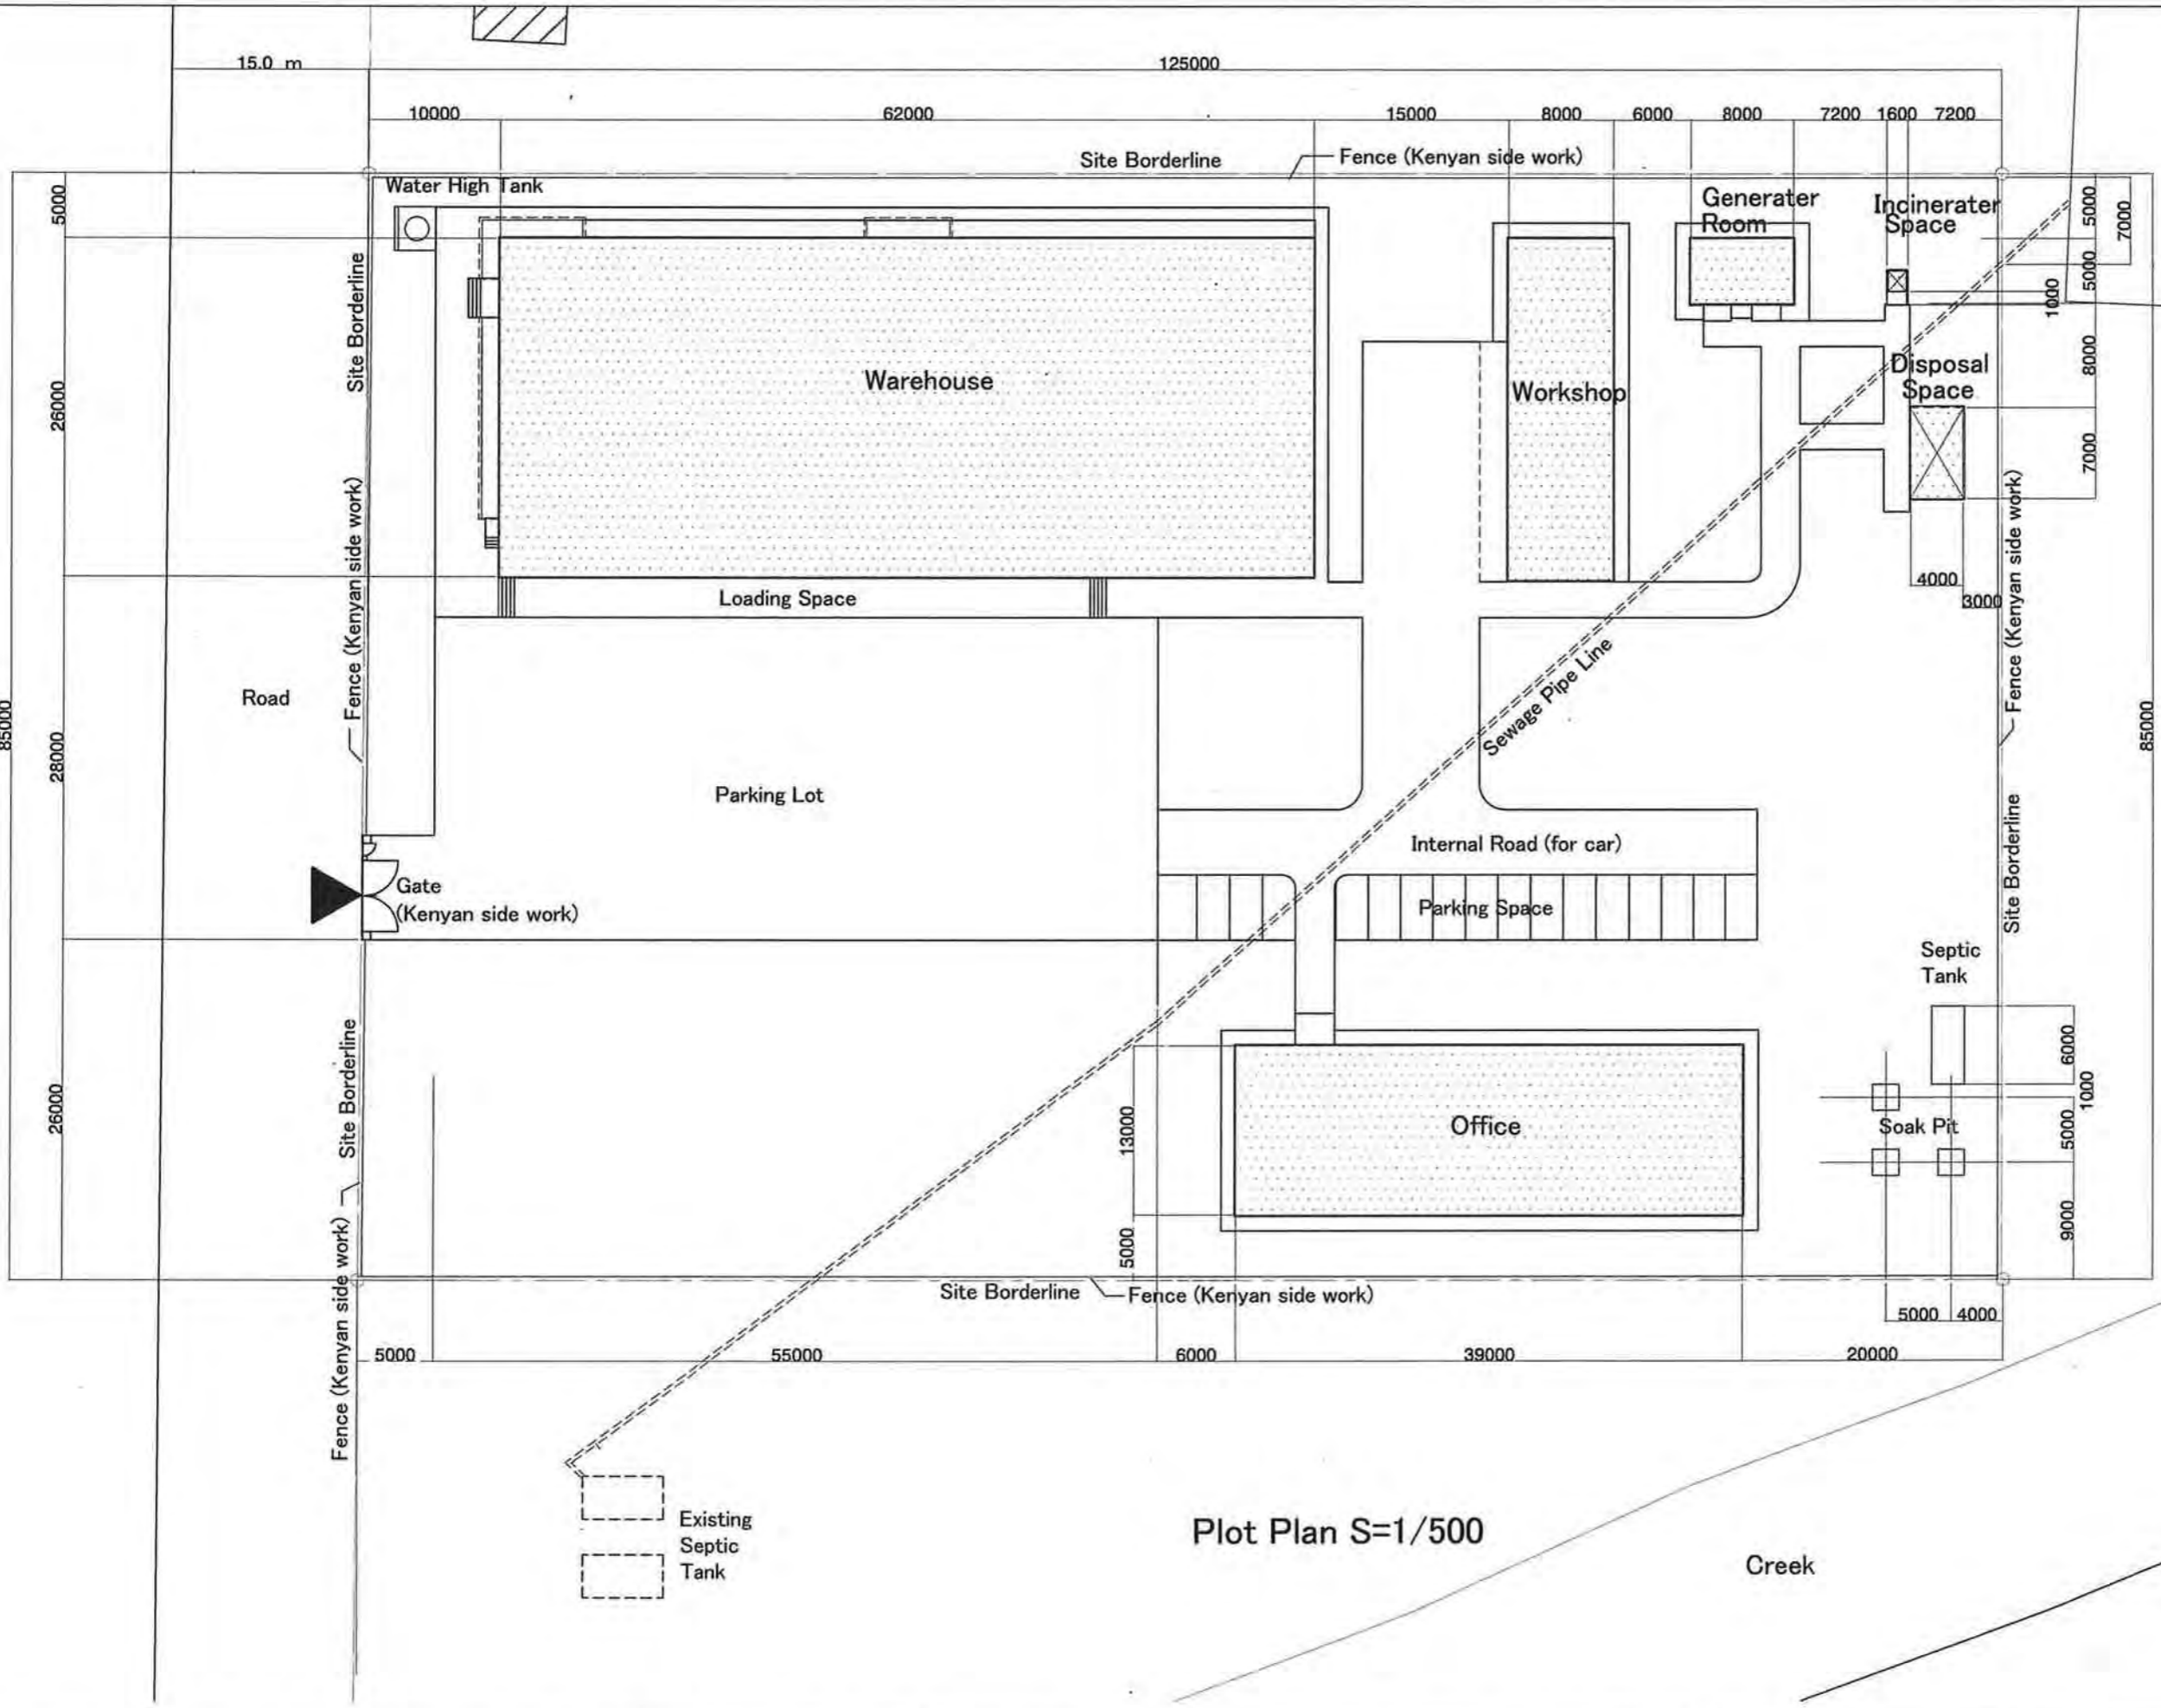 15.0 m
125000
10000
62000
15000
8000
6000
8000
7200
1600
7200
Site Borderline
Fence (Kenyan side work)
Water High Tank
Generater
Room
Incinerater
Space
5000
5000
7000
5000
1000
8000
7000
Site Borderline
26000
Warehouse
Workshop
Disposal
Space
Fence (Kenyan side work)
4000
3000
Fence (Kenyan side work)
Loading Space
Road
Sewage Pipe Line
85000
28000
85000
Parking Lot
Internal Road (for car)
Site Borderline
Gate
(Kenyan side work)
Parking Space
Septic
Tank
Site Borderline
26000
6000
1000
13000
Office
Soak Pit
5000
9000
5000
Fence (Kenyan side work)
Site Borderline
Fence (Kenyan side work)
5000
4000
5000
55000
6000
39000
20000
Existing
Septic
Tank
Plot Plan S=1/500
Creek